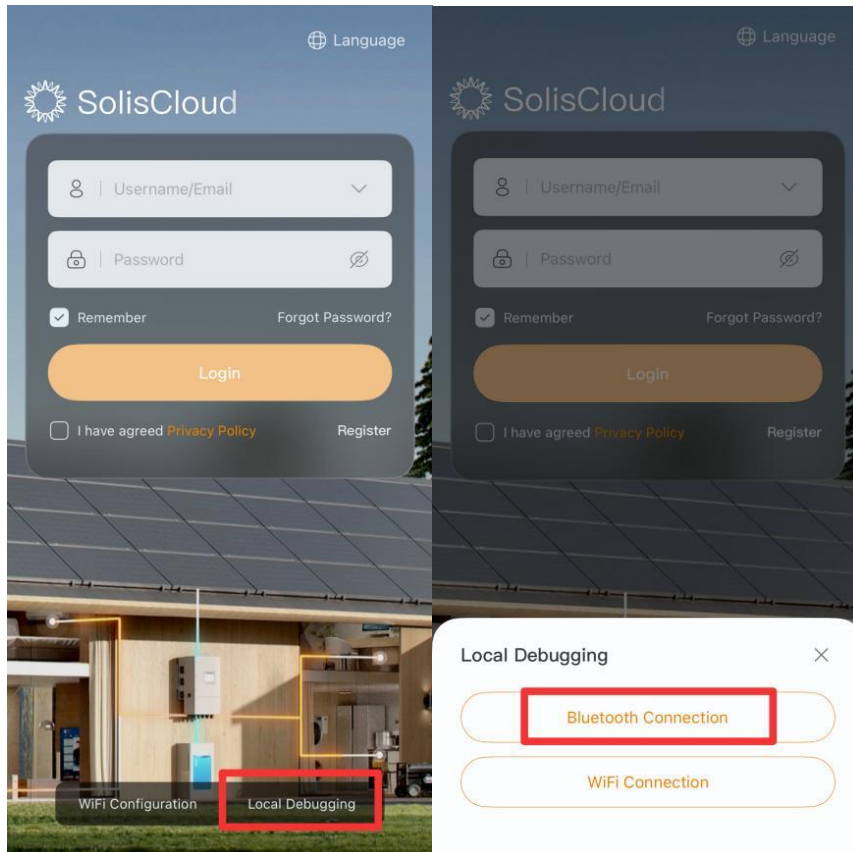 Language
SolisCloud
Username/Email
Password
Remember Forgot Password?
Login
I have agreed Privacy Policy Register
WiFi Configuration Local Debugging
Language
SolisCloud
Username/Email
Password
Remember Forgot Password?
Login
I have agreed Privacy Policy Register
Local Debugging
Bluetooth Connection
WiFi Connection